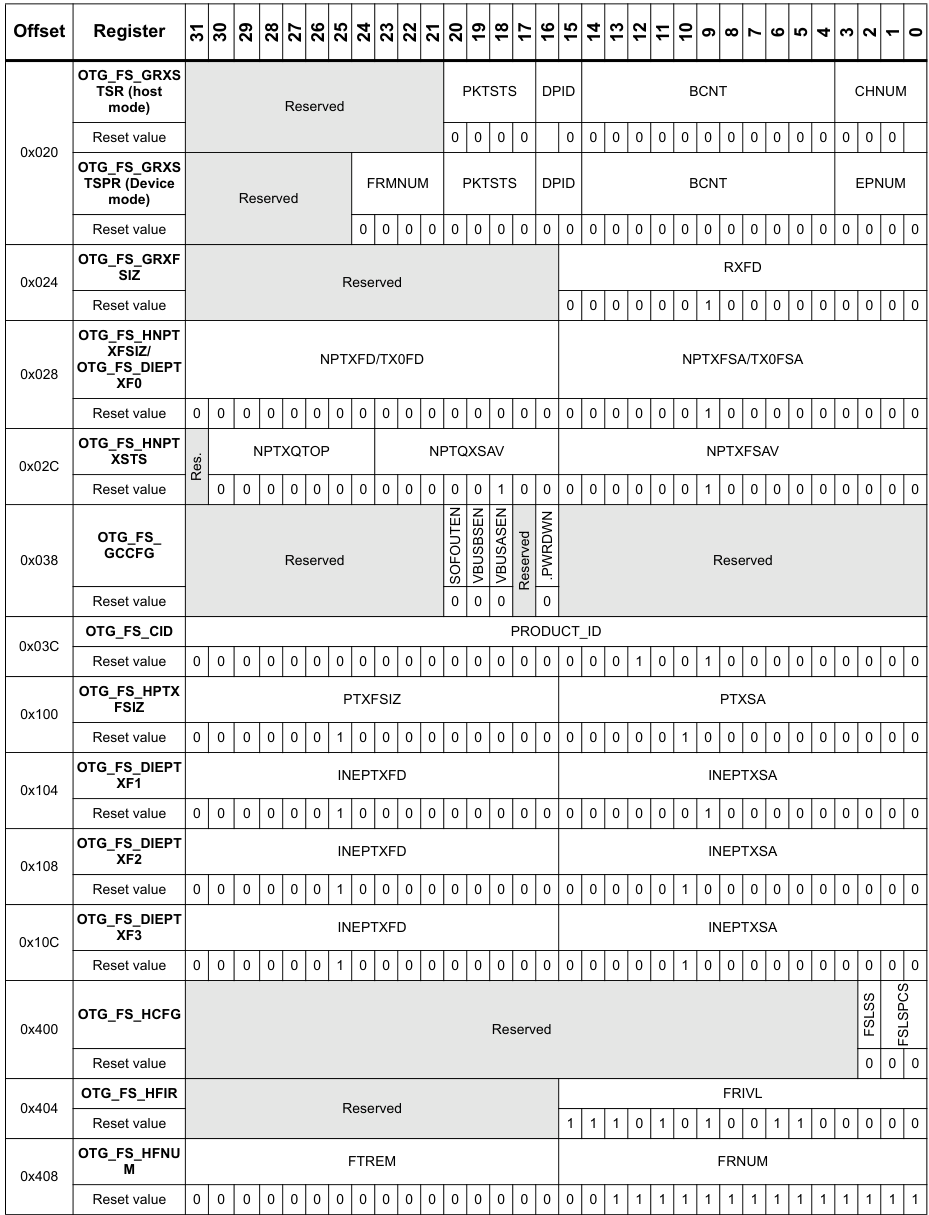 Offset Register 31 30 29 28 27 26 25 24 23 22 21 20 19 18 17 16 15 14 13 12 11 10 9 8 7 6 5 4 3 2 1 0
0x020
OTG_FS_GRXS
TSR (host
mode)
Reserved PKTSTS DPID BCNT CHNUM
Reset value 0 0 0 0 0 0 0 0 0 0 0 0 0 0 0 0 0 0 0
OTG_FS_GRXS
TSPR (Device
mode)
Reserved FRMNUM PKTSTS DPID BCNT EPNUM
Reset value 0 0 0 0 0 0 0 0 0 0 0 0 0 0 0 0 0 0 0 0 0 0 0 0 0
0x024
OTG_FS_GRXF
SIZ
Reserved RXFD
Reset value 0 0 0 0 0 0 1 0 0 0 0 0 0 0 0 0
0x028
OTG_FS_HNPT
XFSIZ/
OTG_FS_DIEPT
XF0
NPTXFD/TX0FD NPTXFSA/TX0FSA
Reset value 0 0 0 0 0 0 0 0 0 0 0 0 0 0 0 0 0 0 0 0 0 0 1 0 0 0 0 0 0 0 0 0
0x02C
OTG_FS_HNPT
XSTS
Res. NPTXQTOP NPTQXSAV NPTXFSAV
Reset value 0 0 0 0 0 0 0 0 0 0 0 0 1 0 0 0 0 0 0 0 0 1 0 0 0 0 0 0 0 0 0
0x038
OTG_FS_
GCCFG
Reserved SOFOUTEN VBUSBSEN VBUSASEN Reserved .PWRDWN Reserved
Reset value 0 0 0 0
0x03C
OTG_FS_CID PRODUCT_ID
Reset value 0 0 0 0 0 0 0 0 0 0 0 0 0 0 0 0 0 0 0 1 0 0 1 0 0 0 0 0 0 0 0 0
0x100
OTG_FS_HPTX
FSIZ
PTXFSIZ PTXSA
Reset value 0 0 0 0 0 0 1 0 0 0 0 0 0 0 0 0 0 0 0 0 0 1 0 0 0 0 0 0 0 0 0 0
0x104
OTG_FS_DIEPT
XF1
INEPTXFD INEPTXSA
Reset value 0 0 0 0 0 0 1 0 0 0 0 0 0 0 0 0 0 0 0 0 0 0 1 0 0 0 0 0 0 0 0 0
0x108
OTG_FS_DIEPT
XF2
INEPTXFD INEPTXSA
Reset value 0 0 0 0 0 0 1 0 0 0 0 0 0 0 0 0 0 0 0 0 0 1 0 0 0 0 0 0 0 0 0 0
0x10C
OTG_FS_DIEPT
XF3
INEPTXFD INEPTXSA
Reset value 0 0 0 0 0 0 1 0 0 0 0 0 0 0 0 0 0 0 0 0 0 1 0 0 0 0 0 0 0 0 0 0
0x400
OTG_FS_HCFG
Reserved FSLSS FSLSPCS
Reset value 0 0 0
0x404
OTG_FS_HFIR
Reserved FRIVL
Reset value 1 1 1 0 1 0 1 0 0 1 1 0 0 0 0 0
0x408
OTG_FS_HFNU
M
FTREM FRNUM
Reset value 0 0 0 0 0 0 0 0 0 0 0 0 0 0 0 0 0 0 1 1 1 1 1 1 1 1 1 1 1 1 1 1